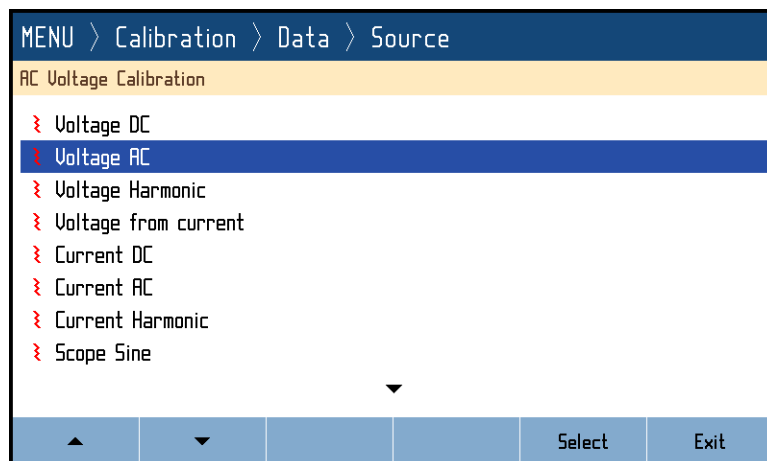 MENU 〉 Calibration 〉 Data 〉 Source
AC Voltage Calibration
Voltage DC
Voltage AC
Voltage Harmonic
Voltage from current
Current DC
Current AC
Current Harmonic
Scope Sine
Select Exit